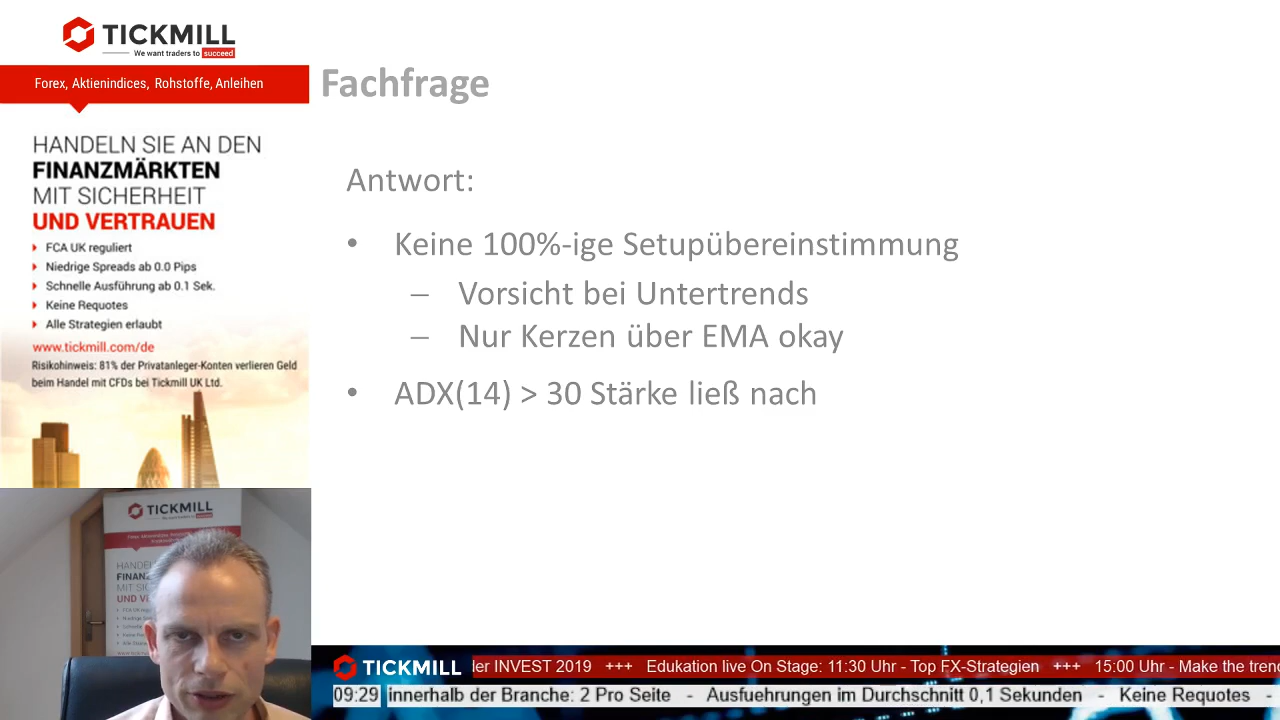 TICKMILL
We want traders to succeed
Forex, Aktienindices, Rohstoffe, Anleihen
HANDELN SIE AN DEN
FINANZMÄRKTEN
MIT SICHERHEIT
UND VERTRAUEN
FCA UK reguliert
Niedrige Spreads ab 0.0 Pips
Schnelle Ausführung ab 0.1 Sek.
Keine Requotes
Alle Strategien erlaubt
www.tickmill.com/de
Risikohinweis: 81% der Privatanleger-Konten verlieren Geld
beim Handel mit CFDs bei Tickmill UK Ltd.
Fachfrage
Antwort:
• Keine 100%-ige Setupübereinstimmung
– Vorsicht bei Untertrends
– Nur Kerzen über EMA okay
• ADX(14) > 30 Stärke ließ nach
TICKMILL
HANDEL
FINANZ
MIT SIC
UND V
TICKMILL
INVEST 2019 +++ Edukation live On Stage: 11:30 Uhr - Top FX-Strategien +++ 15:00 Uhr - Make the trend
09:29 innerhalb der Branche: 2 Pro Seite - Ausfuehrungen im Durchschnitt 0,1 Sekunden - Keine Requotes -